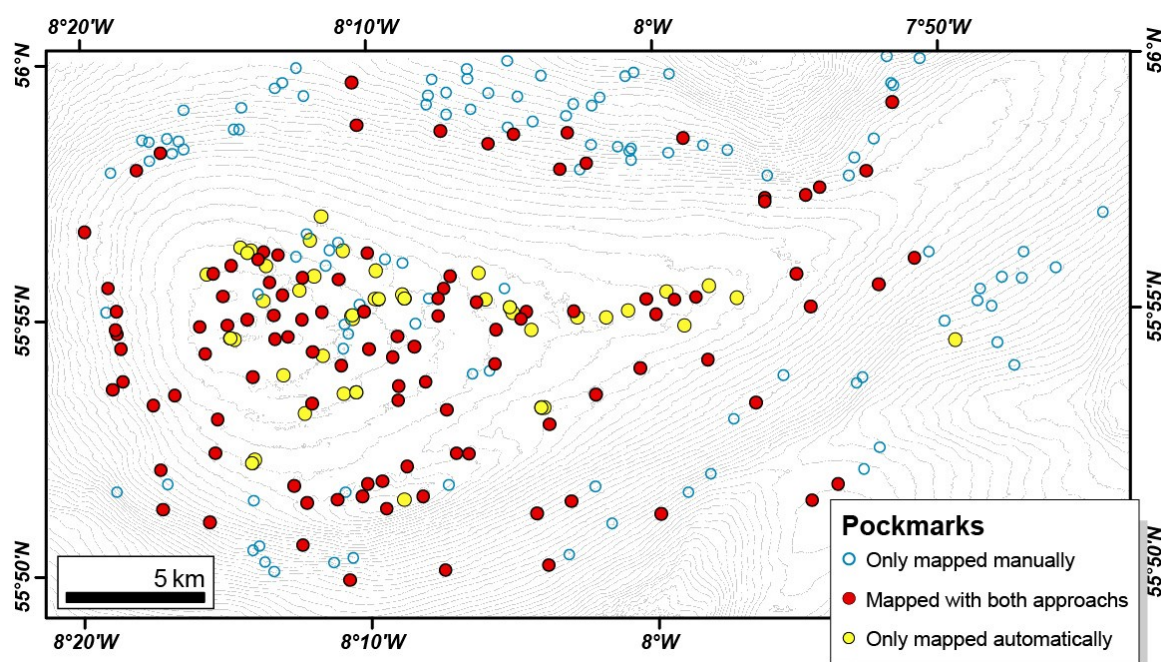 8°20'W 8°10'W 8°W 7°50'W
56°N 56°N
55°55'N 55°55'N
55°50'N 55°50'N
5 km
Pockmarks
Only mapped manually
Mapped with both approachs
Only mapped automatically
8°20'W 8°10'W 8°W